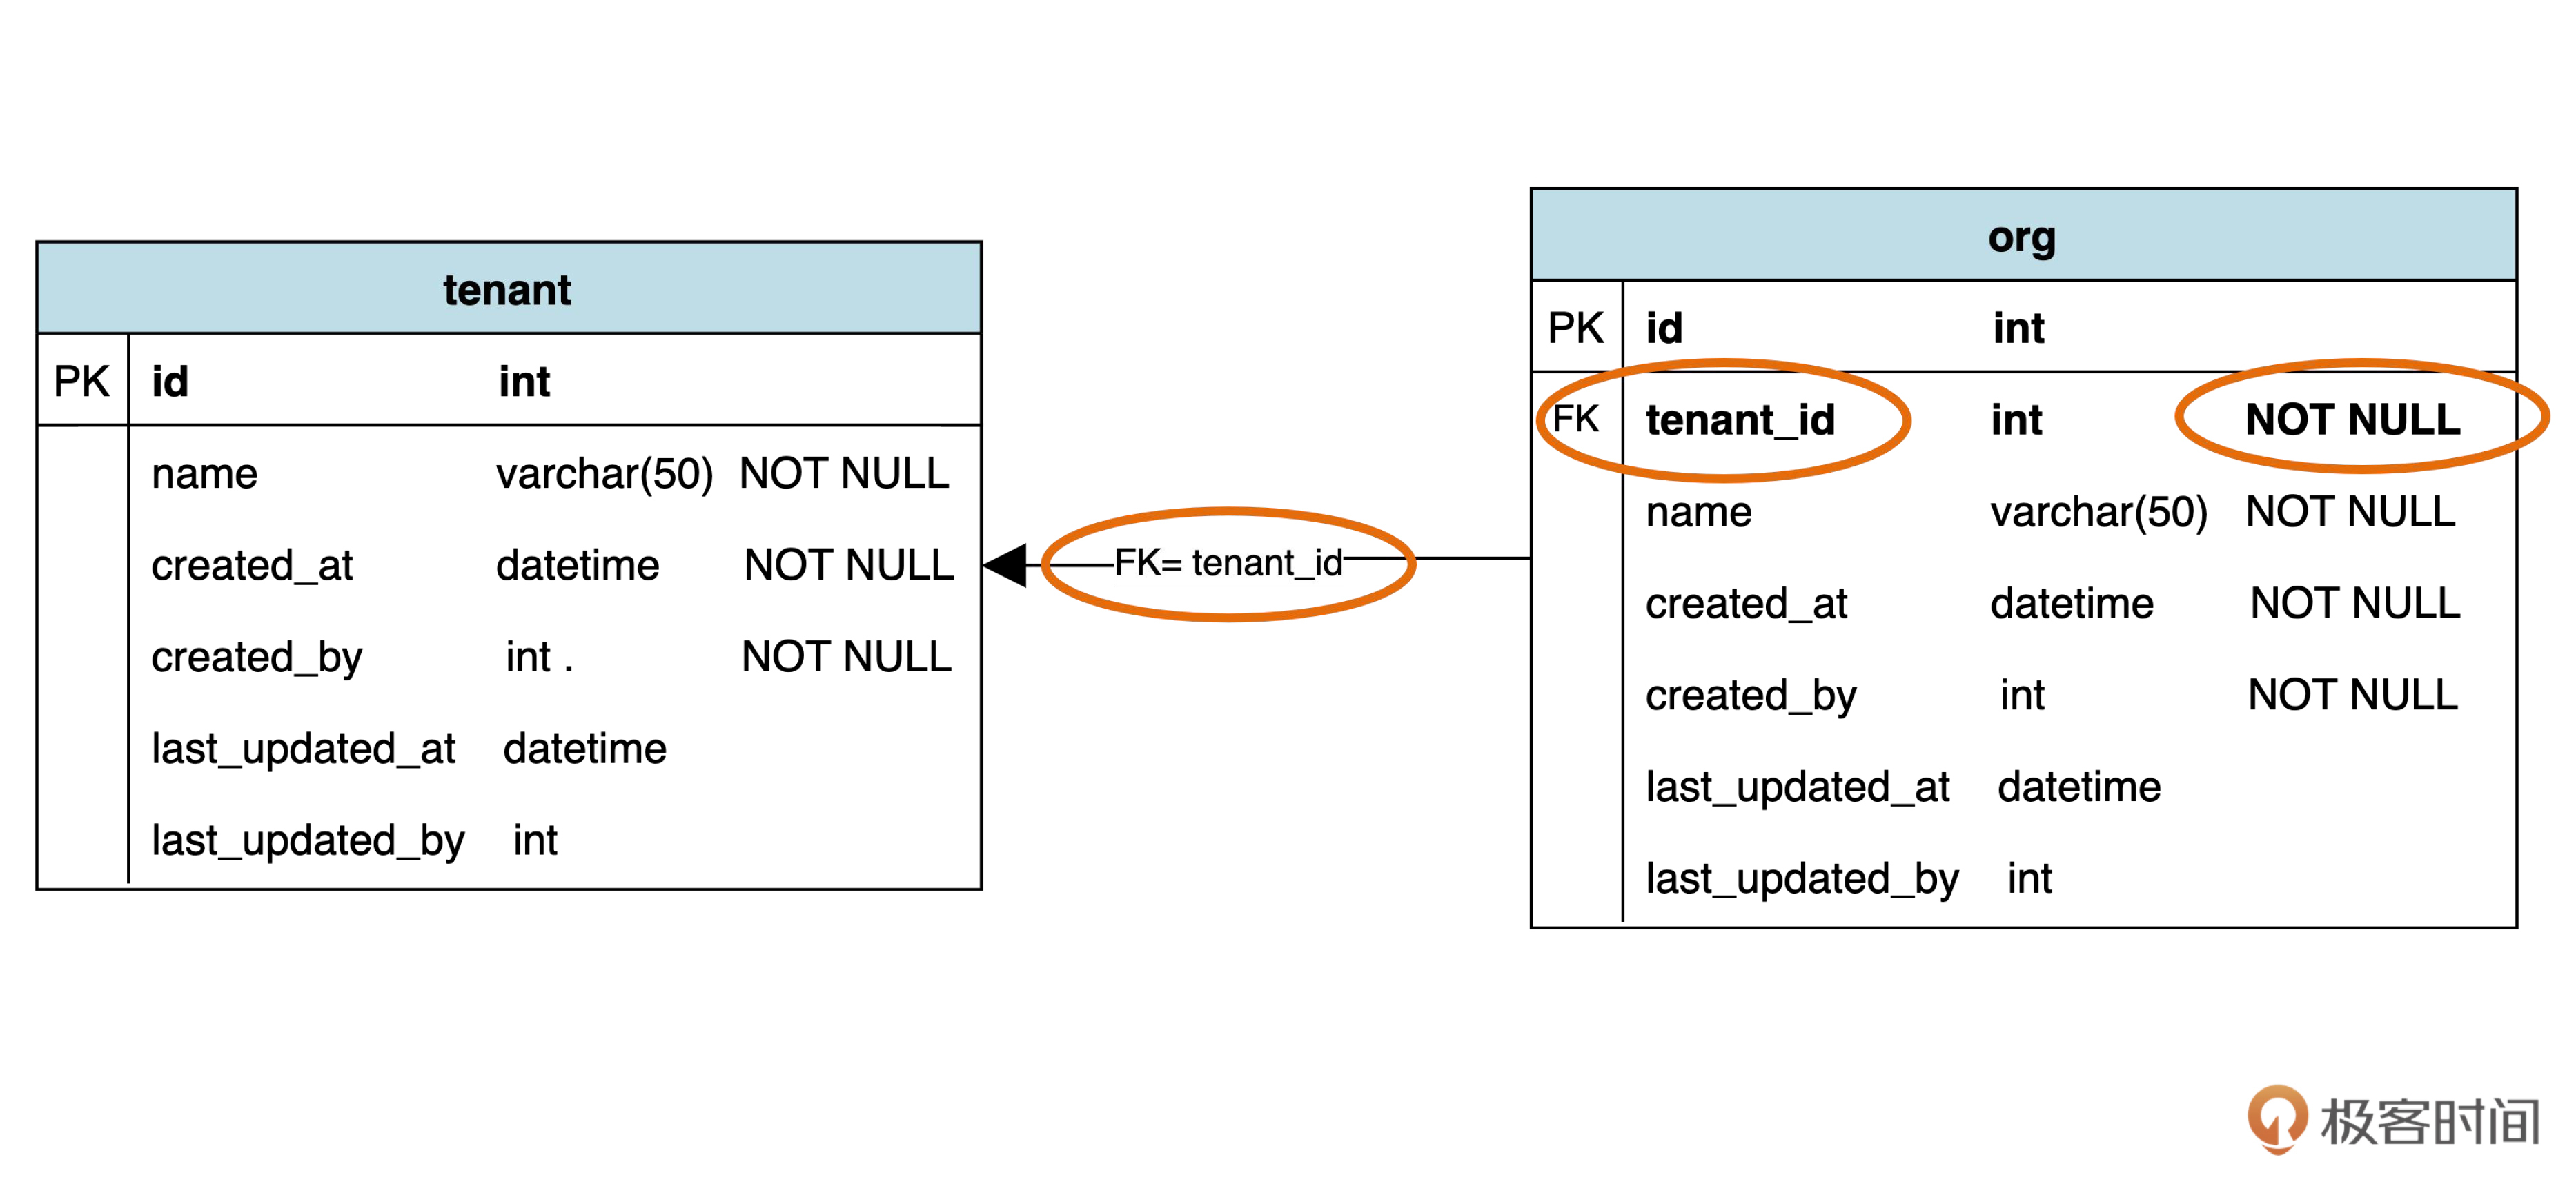 tenant
PK id int
name varchar(50) NOT NULL
created_at datetime NOT NULL
created_by int . NOT NULL
last_updated_at datetime
last_updated_by int
FK= tenant_id
org
PK id int
FK tenant_id int NOT NULL
name varchar(50) NOT NULL
created_at datetime NOT NULL
created_by int NOT NULL
last_updated_at datetime
last_updated_by int
极客时间